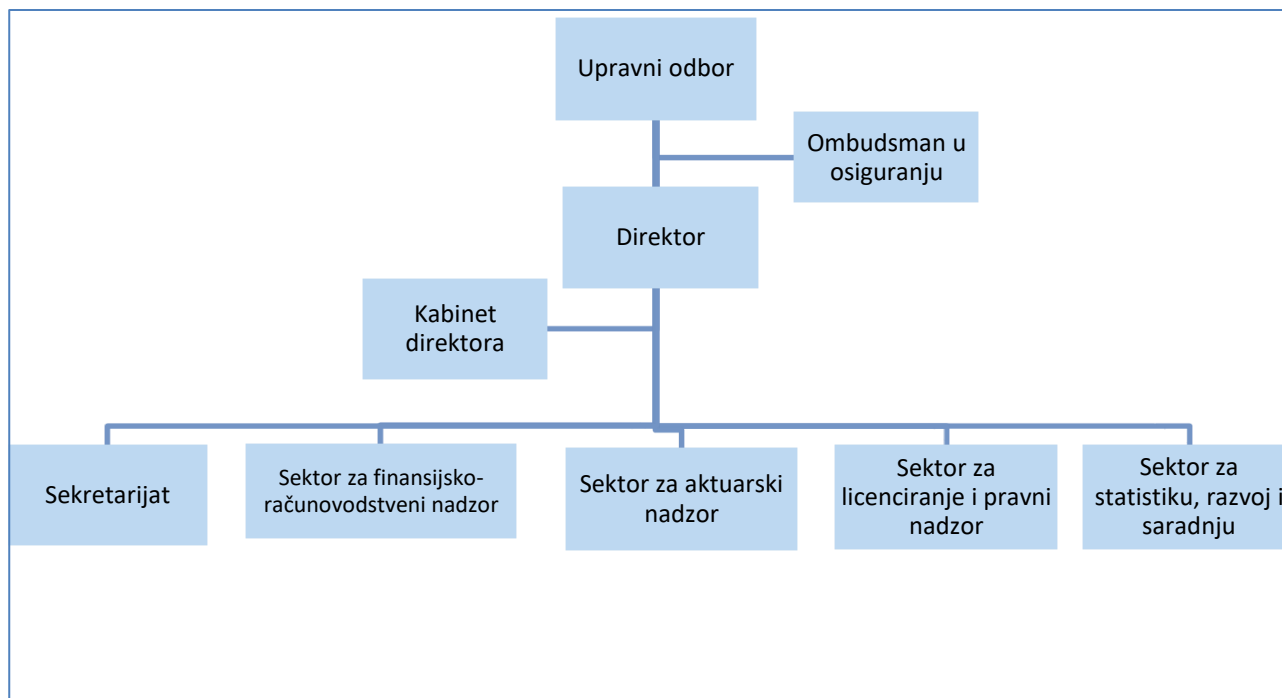 Upravni odbor
Ombudsman u
osiguranju
Direktor
Kabinet
direktora
Sekretarijat
Sektor za finansijsko-
računovodstveni nadzor
Sektor za aktuarski
nadzor
Sektor za
licenciranje i pravni
nadzor
Sektor za
statistiku, razvoj i
saradnju